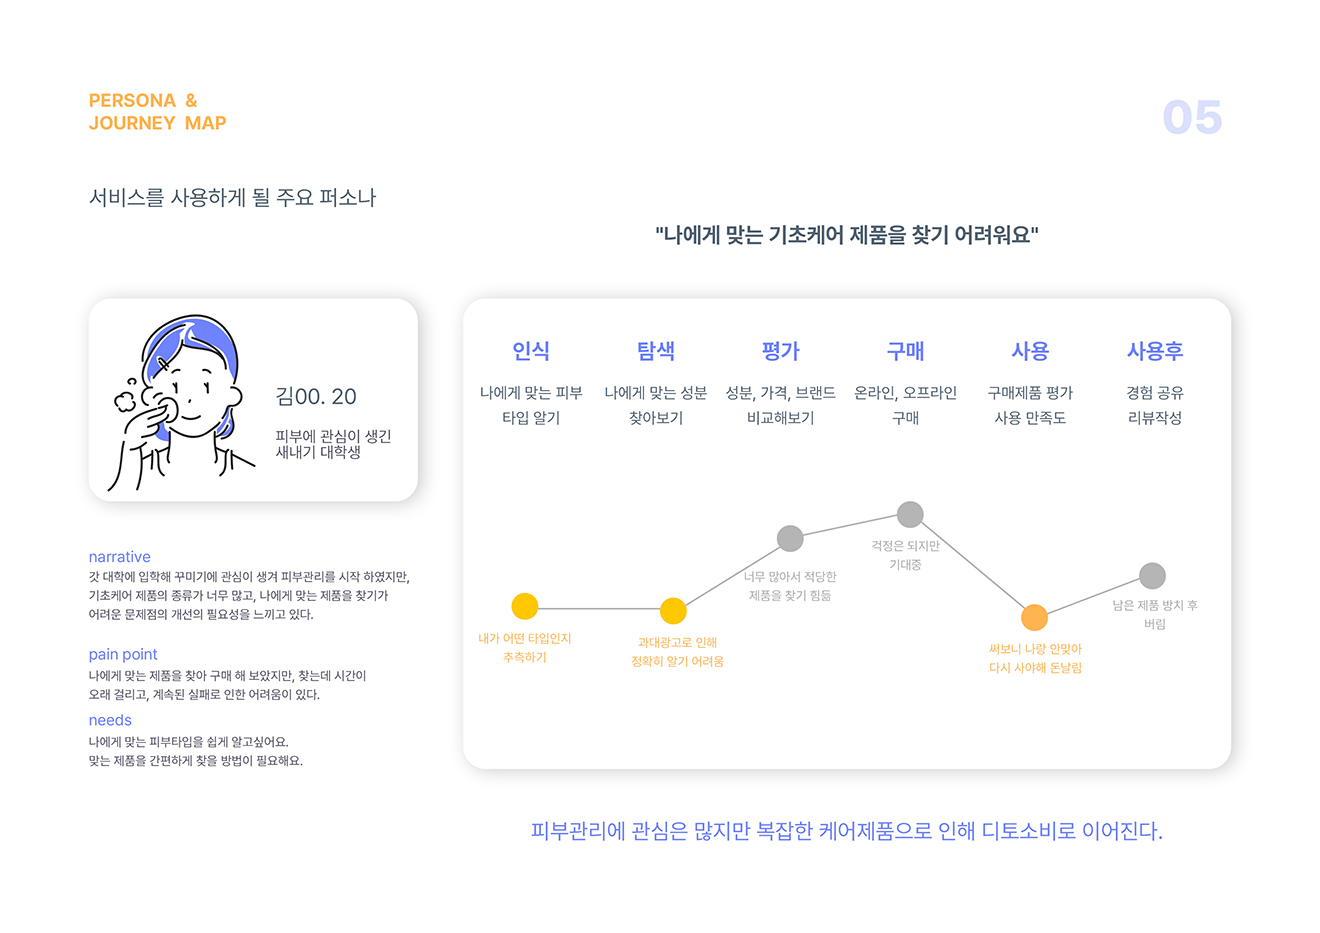 PERSONA &
JOURNEY MAP
05
서비스를 사용하게 될 주요 퍼소나
"나에게 맞는 기초케어 제품을 찾기 어려워요"
김00. 20
피부에 관심이 생긴
새내기 대학생
narrative
갓 대학에 입학해 꾸미기에 관심이 생겨 피부관리를 시작 하였지만,
기초케어 제품의 종류가 너무 많고, 나에게 맞는 제품을 찾기가
어려운 문제점의 개선의 필요성을 느끼고 있다.
pain point
나에게 맞는 제품을 찾아 구매 해 보았지만, 찾는데 시간이
오래 걸리고, 계속된 실패로 인한 어려움이 있다.
needs
나에게 맞는 피부타입을 쉽게 알고싶어요.
맞는 제품을 간편하게 찾을 방법이 필요해요.
인식
나에게 맞는 피부
타입 알기
탐색
나에게 맞는 성분
찾아보기
평가
성분, 가격, 브랜드
비교해보기
구매
온라인, 오프라인
구매
사용
구매제품 평가
사용 만족도
사용후
경험 공유
리뷰작성
내가 어떤 타입인지
추측하기
과대광고로 인해
정확히 알기 어려움
너무 많아서 적당한
제품을 찾기 힘듦
걱정은 되지만
기대중
써보니 나랑 안맞아
다시 사야해 돈날림
남은 제품 방치 후
버림
피부관리에 관심은 많지만 복잡한 케어제품으로 인해 디토소비로 이어진다.